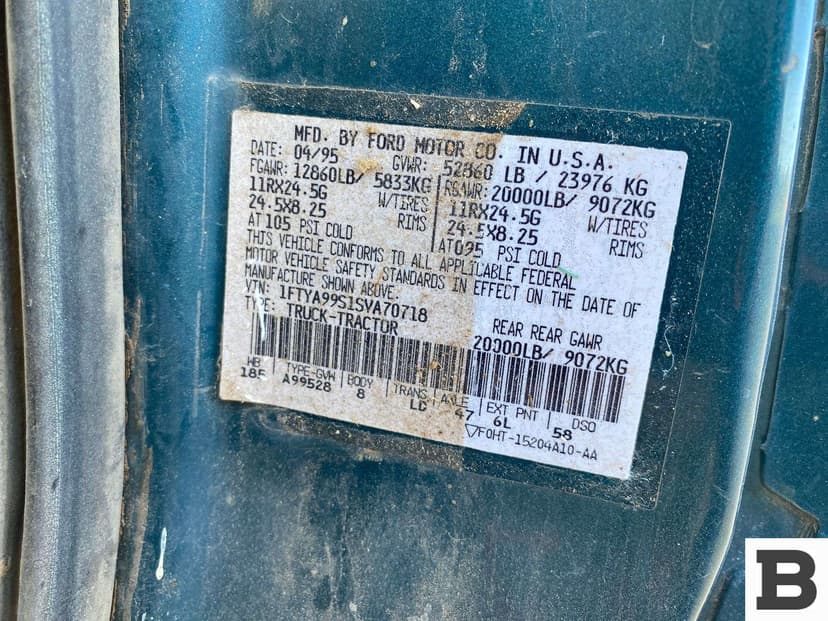 MFD. BY FORD MOTOR CO. IN U.S.A.
DATE: 04/95 GVWR: 52860 LB / 23976 KG
FGAWR: 12860LB/ 5833KG RGAWR: 20000LB/ 9072KG
11RX24.5G W/TIRES 11RX24.5G W/TIRES
24.5X8.25 RIMS 24.5X8.25 RIMS
AT 105 PSI COLD AT095 PSI COLD
THIS VEHICLE CONFORMS TO ALL APPLICABLE FEDERAL
MOTOR VEHICLE SAFETY STANDARDS IN EFFECT ON THE DATE OF
MANUFACTURE SHOWN ABOVE.
VIN: 1FTYA99S1SVA70718 REAR REAR GAWR
TYPE: TRUCK-TRACTOR 20000LB/ 9072KG
WB TYPE-GVW BODY TRANS AXLE EXT PNT DSO
185 A99528 8 LC 47 6L 58
F0HT-15204A10-AA
B